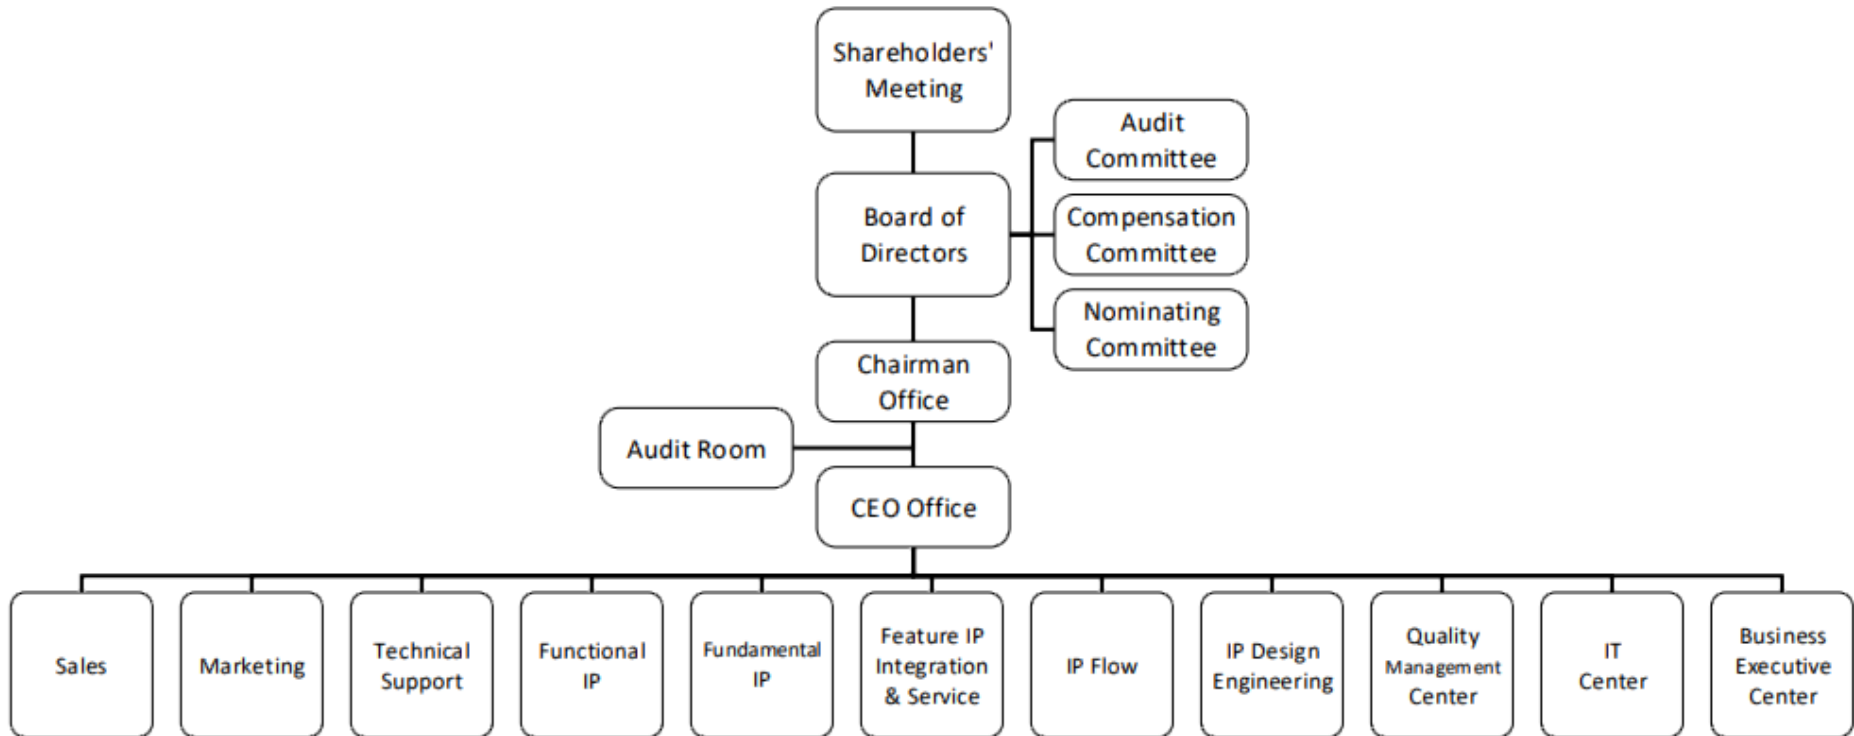 Shareholders'
Meeting
Audit
Committee
Board of
Directors
Compensation
Committee
Nominating
Committee
Chairman
Office
Audit Room
CEO Office
Sales
Marketing
Technical
Support
Functional
IP
Fundamental
IP
Feature IP
Integration
& Service
IP Flow
IP Design
Engineering
Quality
Management
Center
IT
Center
Business
Executive
Center